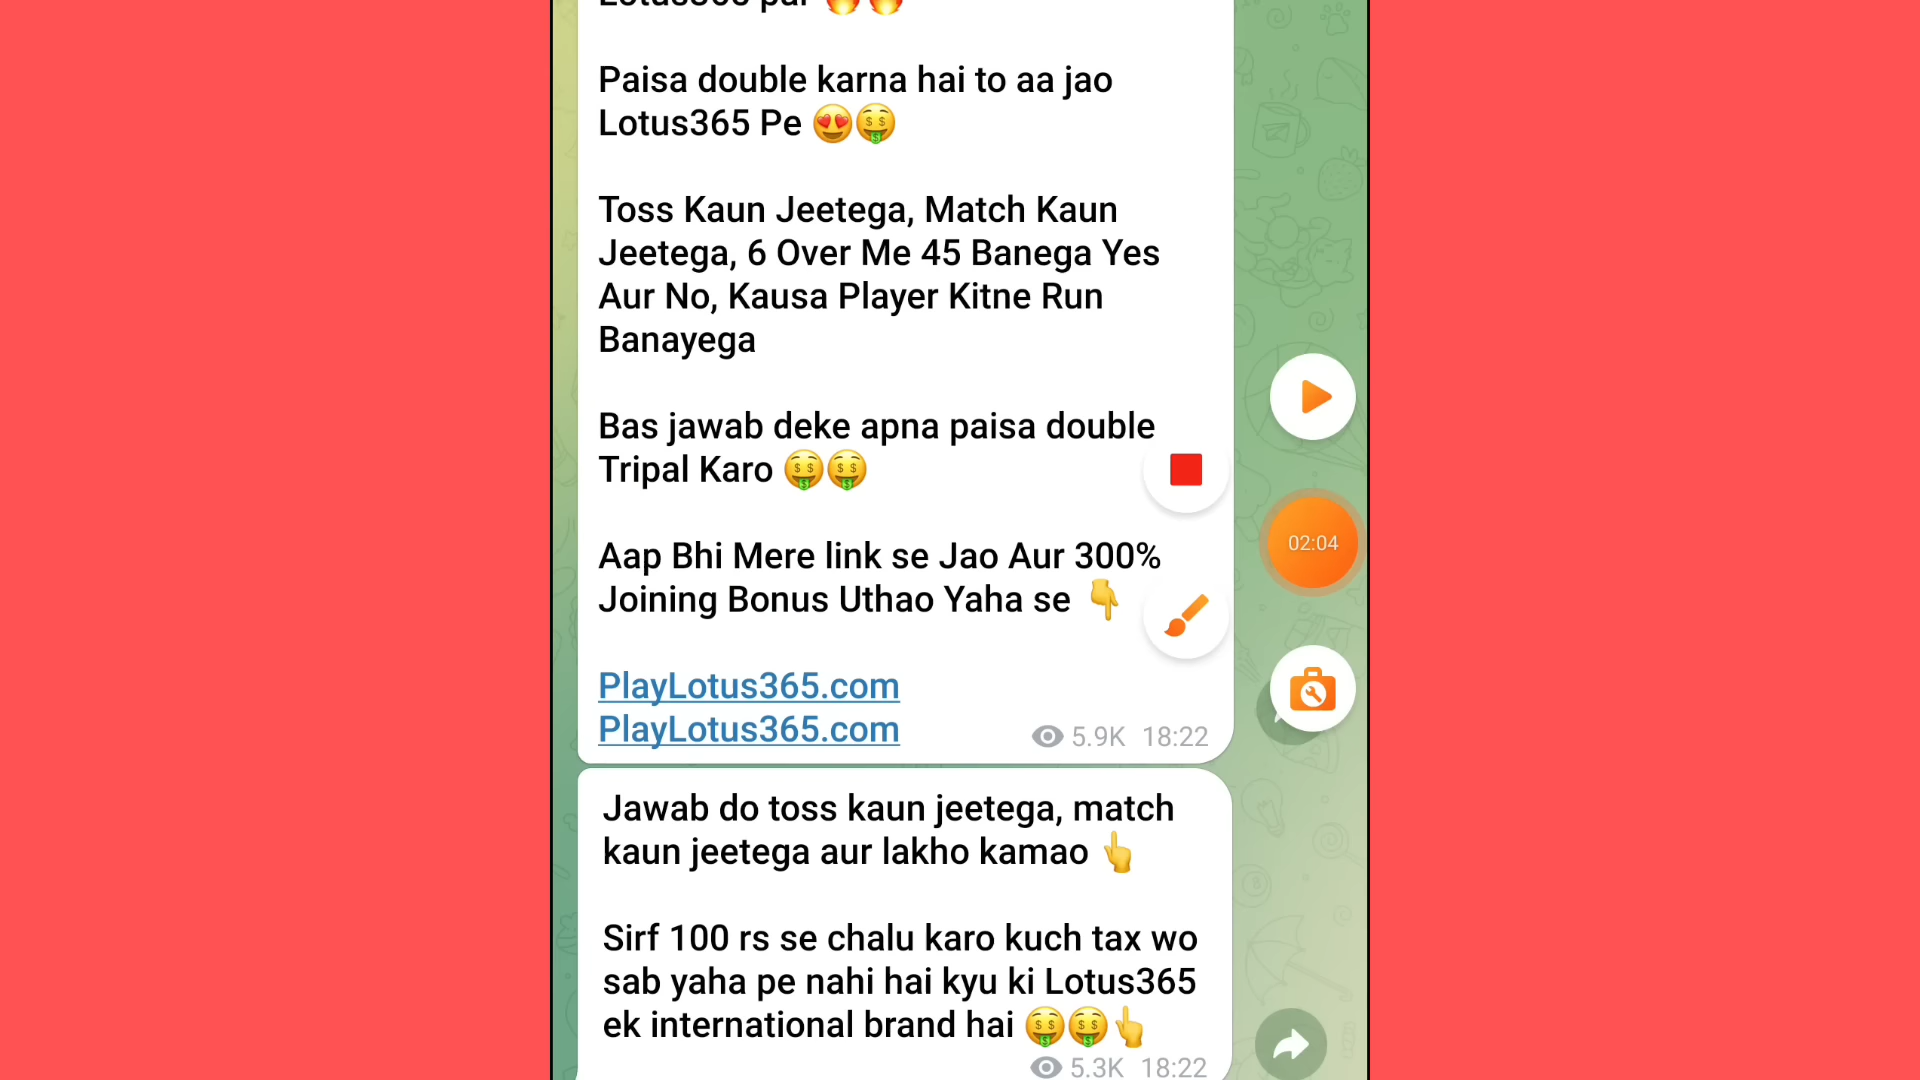 Lotus365 par 🔥🔥
Paisa double karna hai to aa jao
Lotus365 Pe 😍🤑
Toss Kaun Jeetega, Match Kaun
Jeetega, 6 Over Me 45 Banega Yes
Aur No, Kausa Player Kitne Run
Banayega
Bas jawab deke apna paisa double
Tripal Karo 🤑🤑
Aap Bhi Mere link se Jao Aur 300%
Joining Bonus Uthao Yaha se 👇
PlayLotus365.com
PlayLotus365.com
5.9K 18:22
02:04
Jawab do toss kaun jeetega, match
kaun jeetega aur lakho kamao 👆
Sirf 100 rs se chalu karo kuch tax wo
sab yaha pe nahi hai kyu ki Lotus365
ek international brand hai 🤑🤑👆
5.3K 18:22